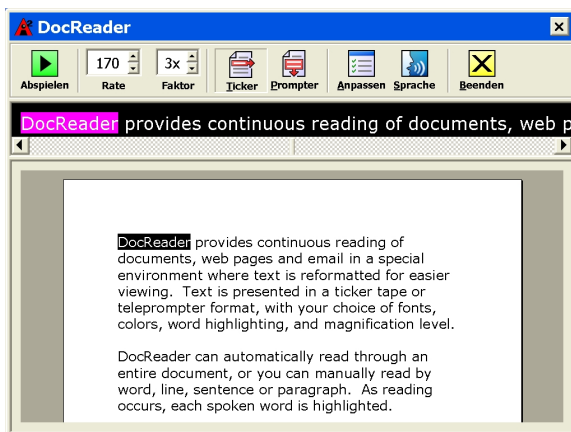 DocReader
170 3x
Abspielen Rate Faktor Ticker Prompter Anpassen Sprache Beenden
DocReader provides continuous reading of documents, web p
DocReader provides continuous reading of
documents, web pages and email in a special
environment where text is reformatted for easier
viewing. Text is presented in a ticker tape or
teleprompter format, with your choice of fonts,
colors, word highlighting, and magnification level.
DocReader can automatically read through an
entire document, or you can manually read by
word, line, sentence or paragraph. As reading
occurs, each spoken word is highlighted.